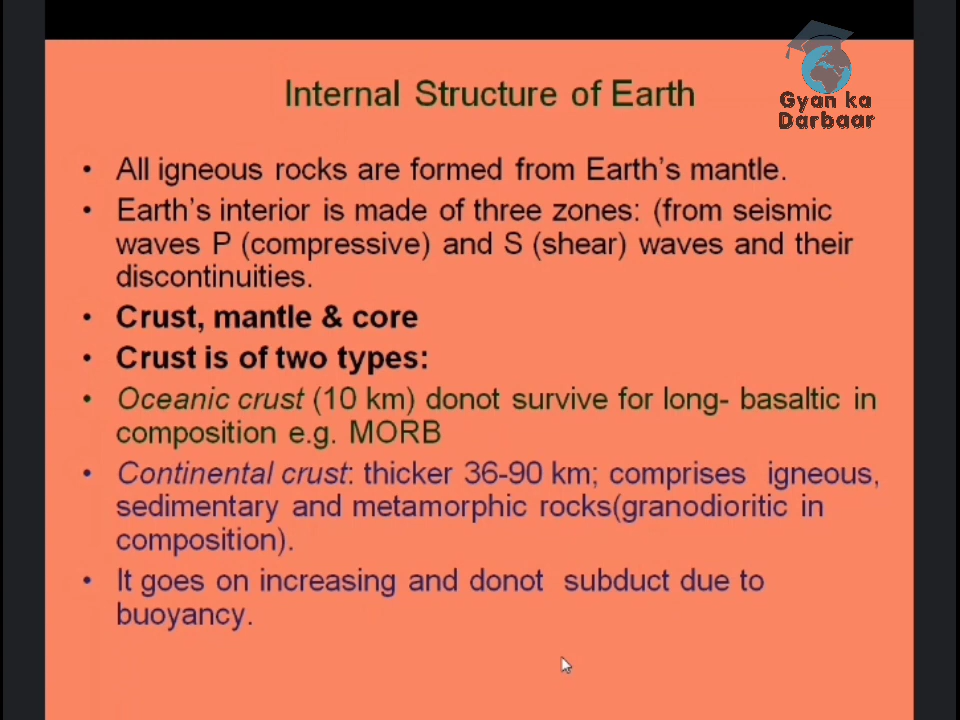 Gyan ka
Darbaar
Internal Structure of Earth
• All igneous rocks are formed from Earth's mantle.
• Earth's interior is made of three zones: (from seismic
waves P (compressive) and S (shear) waves and their
discontinuities.
• Crust, mantle & core
• Crust is of two types:
• Oceanic crust (10 km) donot survive for long- basaltic in
composition e.g. MORB
• Continental crust: thicker 36-90 km; comprises igneous,
sedimentary and metamorphic rocks(granodioritic in
composition).
• It goes on increasing and donot subduct due to
buoyancy.